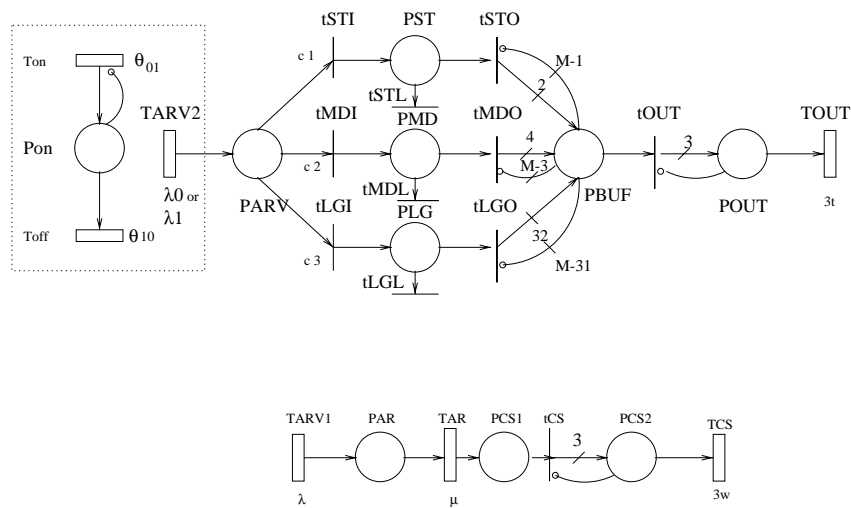 tSTI PST tSTO
Ton θ01 c 1 M-1
TARV2 tSTL 2
tMDI PMD tMDO tOUT TOUT
Pon 4 3
c 2 M-3
λ0 or tMDL
λ1 PARV tLGI PLG tLGO PBUF POUT
Toff θ10 32 3t
c 3 M-31
tLGL
TARV1 PAR TAR PCS1 tCS PCS2 TCS
3
λ μ 3w